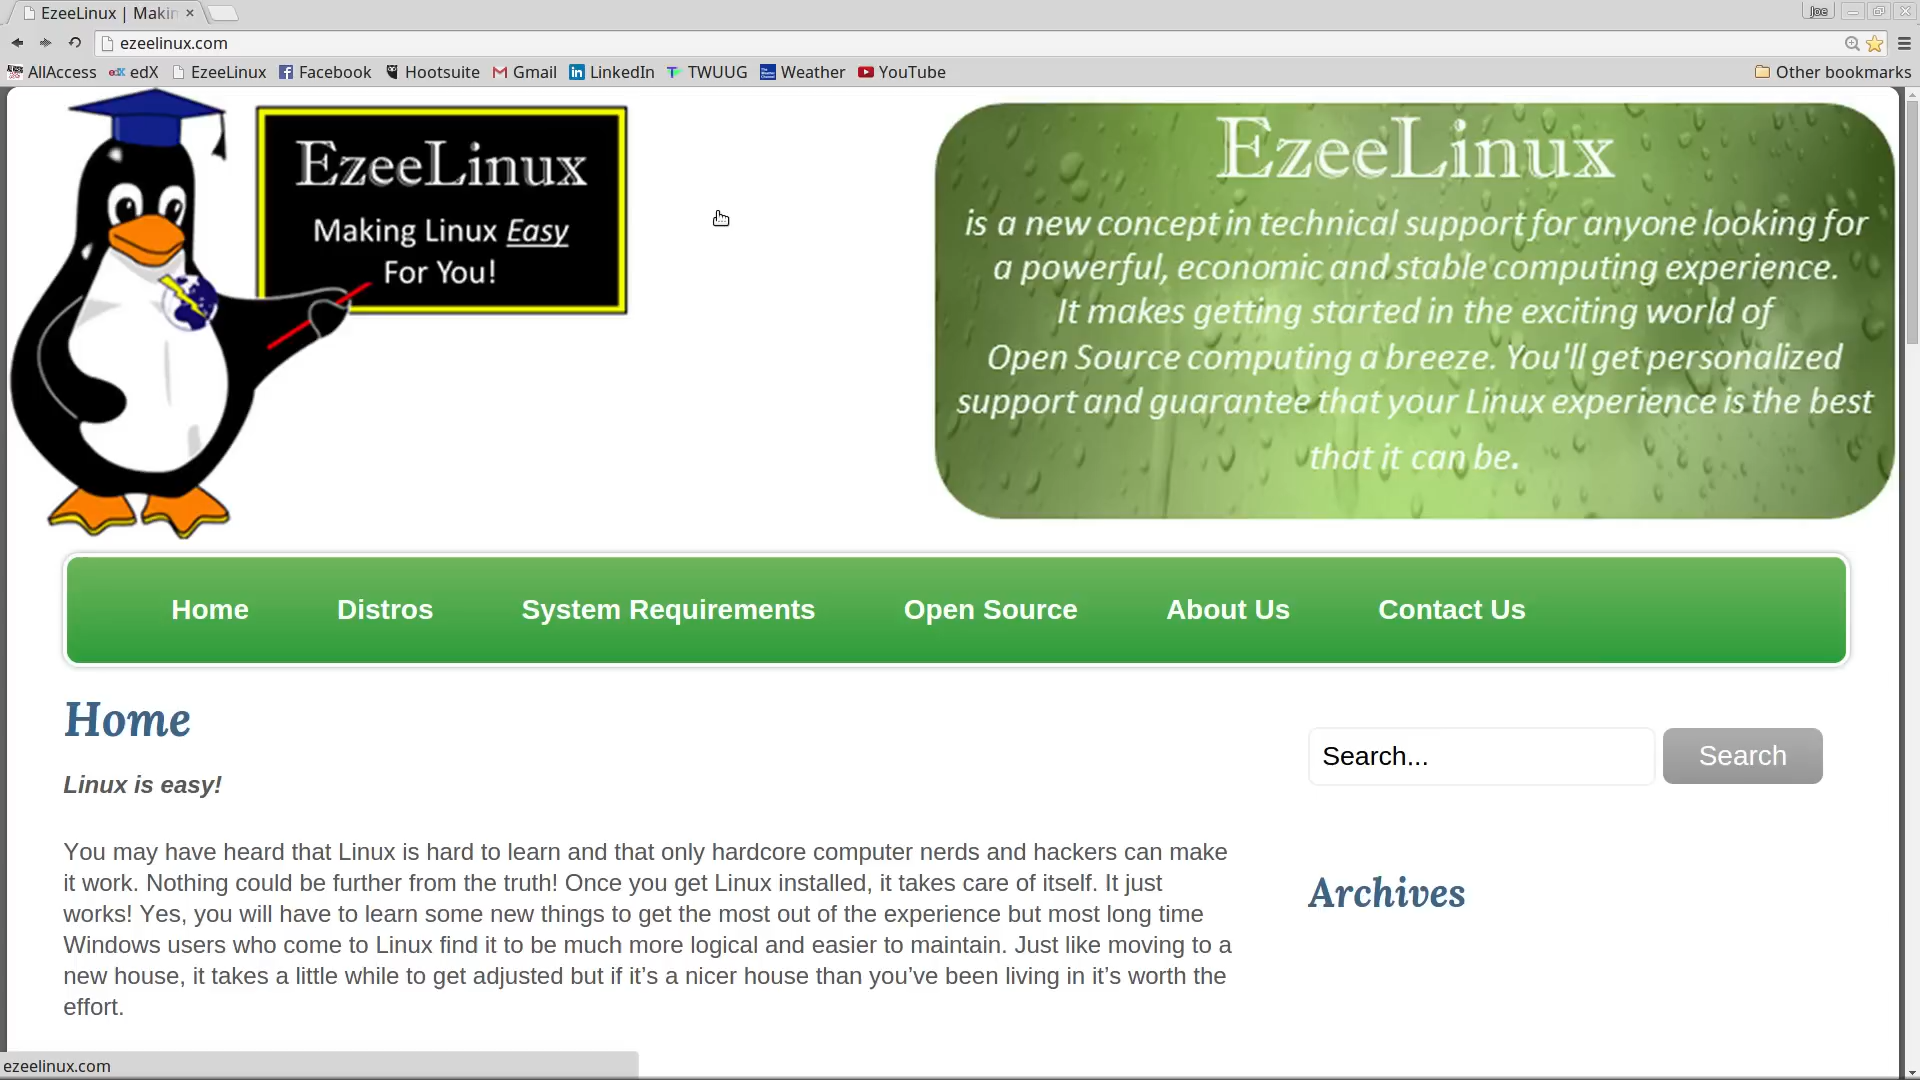 EzeeLinux | Makin
Joe
ezeelinux.com
AllAccess edX EzeeLinux Facebook Hootsuite Gmail LinkedIn TWUUG Weather YouTube Other bookmarks
EzeeLinux
Making Linux Easy
For You!
EzeeLinux
is a new concept in technical support for anyone looking for
a powerful, economic and stable computing experience.
It makes getting started in the exciting world of
Open Source computing a breeze. You'll get personalized
support and guarantee that your Linux experience is the best
that it can be.
Home Distros System Requirements Open Source About Us Contact Us
Home
Linux is easy!
You may have heard that Linux is hard to learn and that only hardcore computer nerds and hackers can make
it work. Nothing could be further from the truth! Once you get Linux installed, it takes care of itself. It just
works! Yes, you will have to learn some new things to get the most out of the experience but most long time
Windows users who come to Linux find it to be much more logical and easier to maintain. Just like moving to a
new house, it takes a little while to get adjusted but if it’s a nicer house than you’ve been living in it’s worth the
effort.
Search... Search
Archives
ezeelinux.com